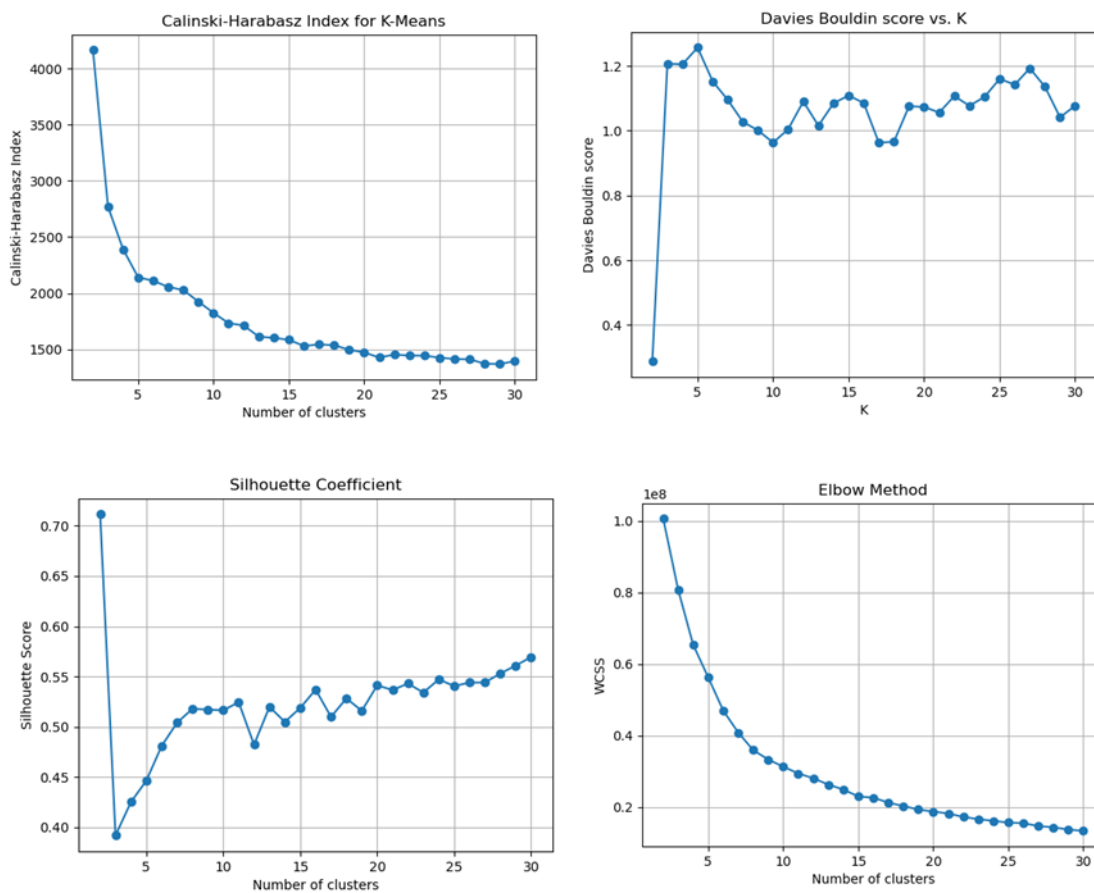 Calinski-Harabasz Index for K-Means
Calinski-Harabasz Index
4000
3500
3000
2500
2000
1500
5 10 15 20 25 30
Number of clusters
Davies Bouldin score vs. K
Davies Bouldin score
1.2
1.0
0.8
0.6
0.4
5 10 15 20 25 30
K
Silhouette Coefficient
Silhouette Score
0.70
0.65
0.60
0.55
0.50
0.45
0.40
5 10 15 20 25 30
Number of clusters
Elbow Method
1e8
WCSS
1.0
0.8
0.6
0.4
0.2
5 10 15 20 25 30
Number of clusters